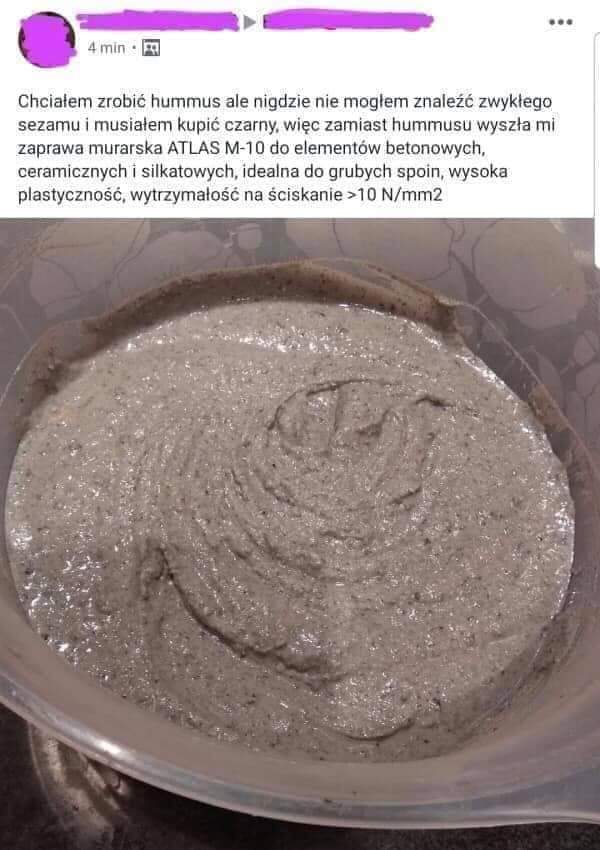 4 min
Chciałem zrobić hummus ale nigdzie nie mogłem znaleźć zwykłego
sezamu i musiałem kupić czarny, więc zamiast hummusu wyszła mi
zaprawa murarska ATLAS M-10 do elementów betonowych,
ceramicznych i silkatowych, idealna do grubych spoin, wysoka
plastyczność, wytrzymałość na ściskanie >10 N/mm2